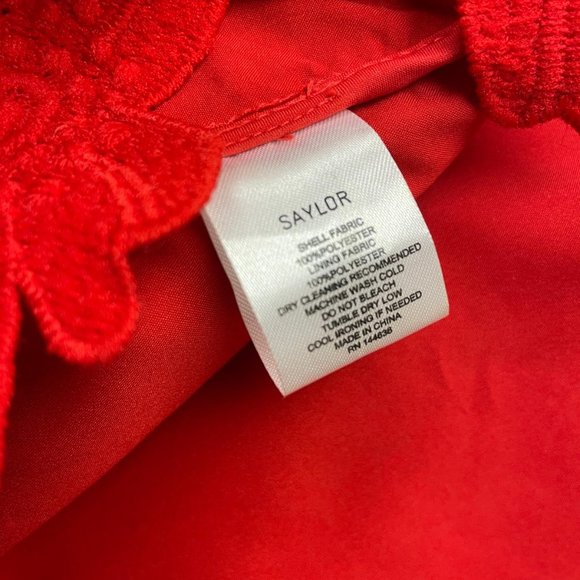 SAYLOR
SHELL FABRIC
100%POLYESTER
LINING FABRIC
100%POLYESTER
DRY CLEANING RECOMMENDED
MACHINE WASH COLD
DO NOT BLEACH
TUMBLE DRY LOW
COOL IRONING IF NEEDED
MADE IN CHINA
RN 144636